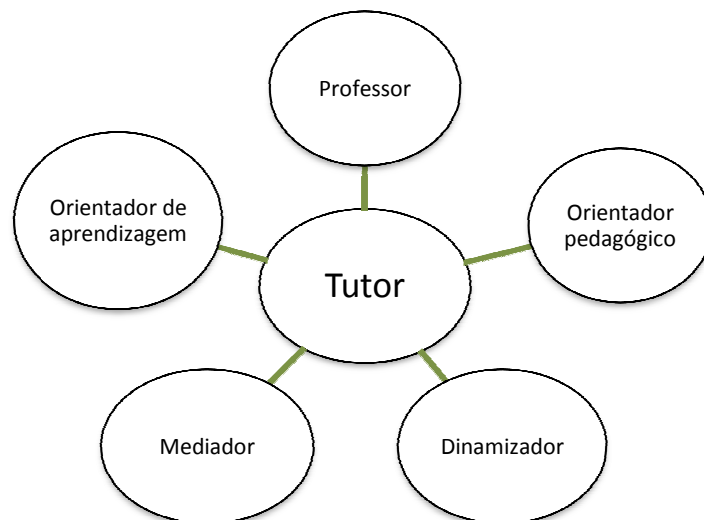 Professor
Orientador de
aprendizagem
Orientador
pedagógico
Tutor
Mediador
Dinamizador